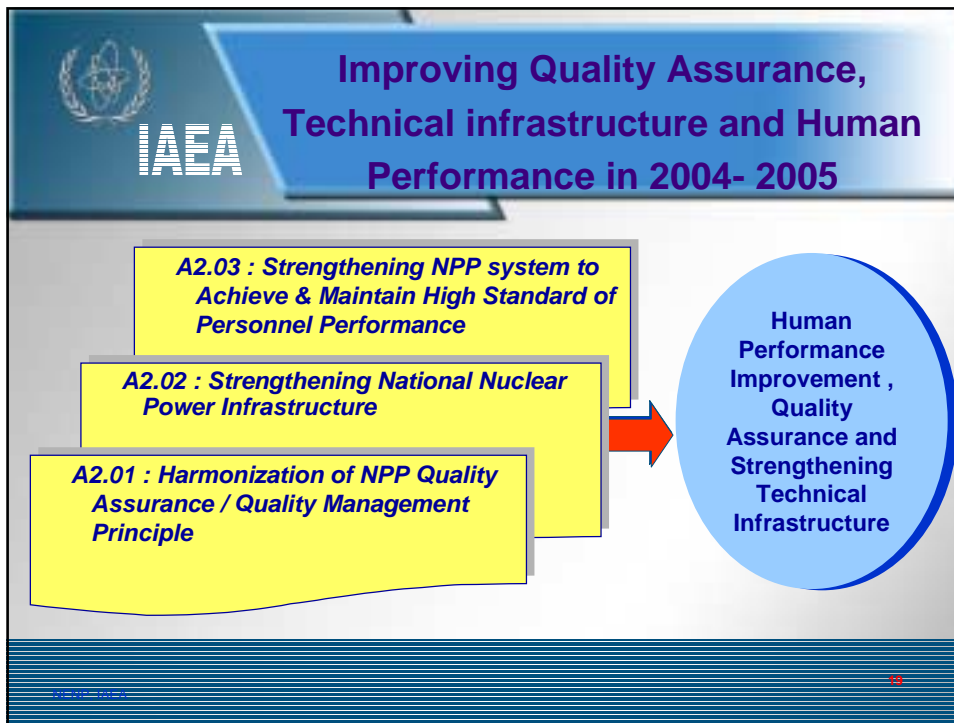 IAEA
Improving Quality Assurance,
Technical infrastructure and Human
Performance in 2004- 2005
A2.03 : Strengthening NPP system to
Achieve & Maintain High Standard of
Personnel Performance
A2.02 : Strengthening National Nuclear
Power Infrastructure
A2.01 : Harmonization of NPP Quality
Assurance / Quality Management
Principle
Human
Performance
Improvement ,
Quality
Assurance and
Strengthening
Technical
Infrastructure
19